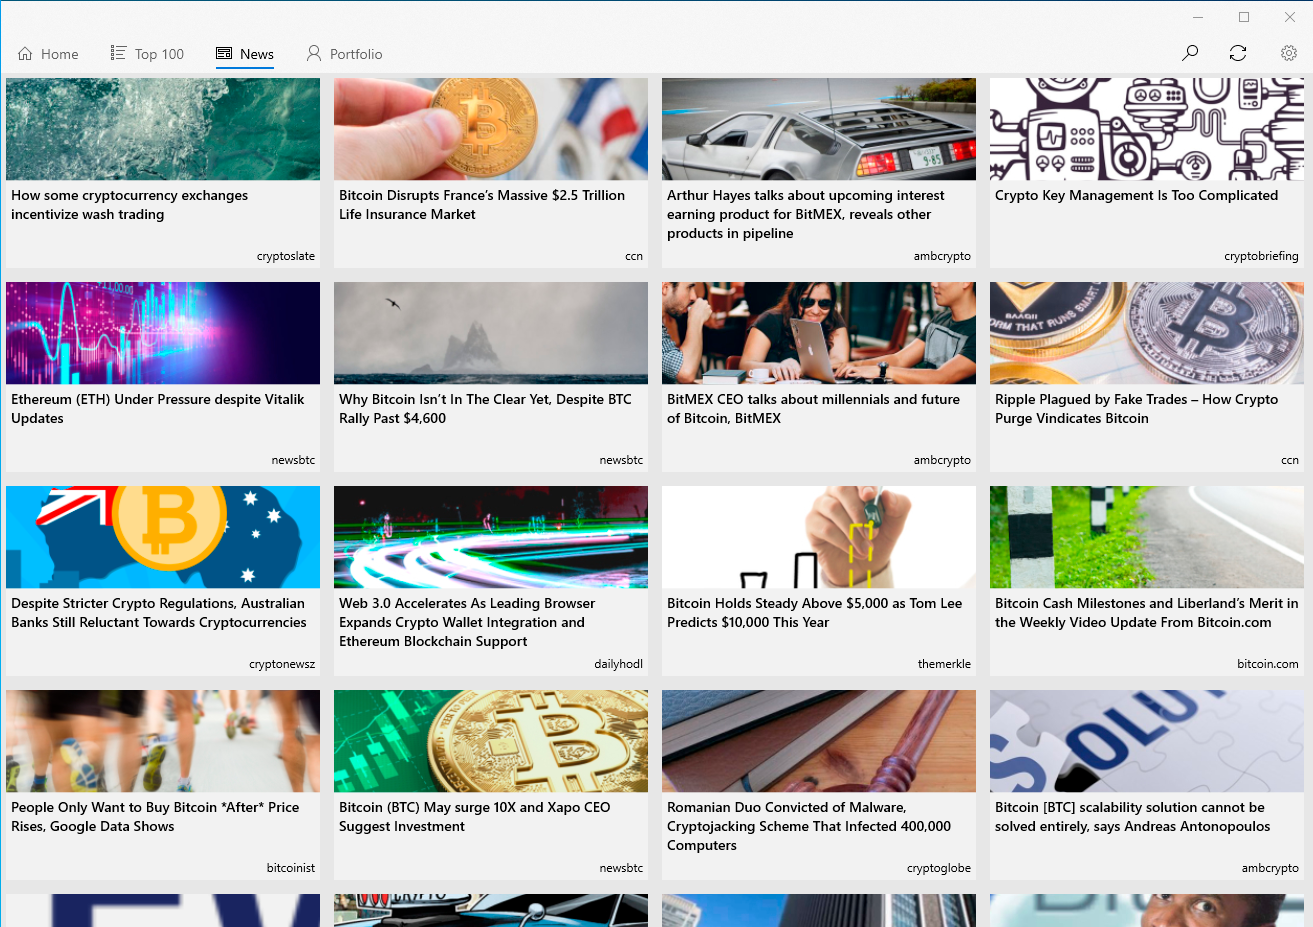 Home
Top 100
News
Portfolio
How some cryptocurrency exchanges
incentivize wash trading
cryptoslate
Bitcoin Disrupts France’s Massive $2.5 Trillion
Life Insurance Market
ccn
9·85
Arthur Hayes talks about upcoming interest
earning product for BitMEX, reveals other
products in pipeline
ambcrypto
Crypto Key Management Is Too Complicated
cryptobriefing
Ethereum (ETH) Under Pressure despite Vitalik
Updates
newsbtc
Why Bitcoin Isn’t In The Clear Yet, Despite BTC
Rally Past $4,600
newsbtc
BitMEX CEO talks about millennials and future
of Bitcoin, BitMEX
ambcrypto
ORM THAT RUNS SMART
Ripple Plagued by Fake Trades – How Crypto
Purge Vindicates Bitcoin
ccn
Despite Stricter Crypto Regulations, Australian
Banks Still Reluctant Towards Cryptocurrencies
cryptonewsz
Web 3.0 Accelerates As Leading Browser
Expands Crypto Wallet Integration and
Ethereum Blockchain Support
dailyhodl
Bitcoin Holds Steady Above $5,000 as Tom Lee
Predicts $10,000 This Year
themerkle
Bitcoin Cash Milestones and Liberland’s Merit in
the Weekly Video Update From Bitcoin.com
bitcoin.com
People Only Want to Buy Bitcoin *After* Price
Rises, Google Data Shows
bitcoinist
Bitcoin (BTC) May surge 10X and Xapo CEO
Suggest Investment
newsbtc
Romanian Duo Convicted of Malware,
Cryptojacking Scheme That Infected 400,000
Computers
cryptoglobe
S SOLUT
Bitcoin [BTC] scalability solution cannot be
solved entirely, says Andreas Antonopoulos
ambcrypto
CRYPTO